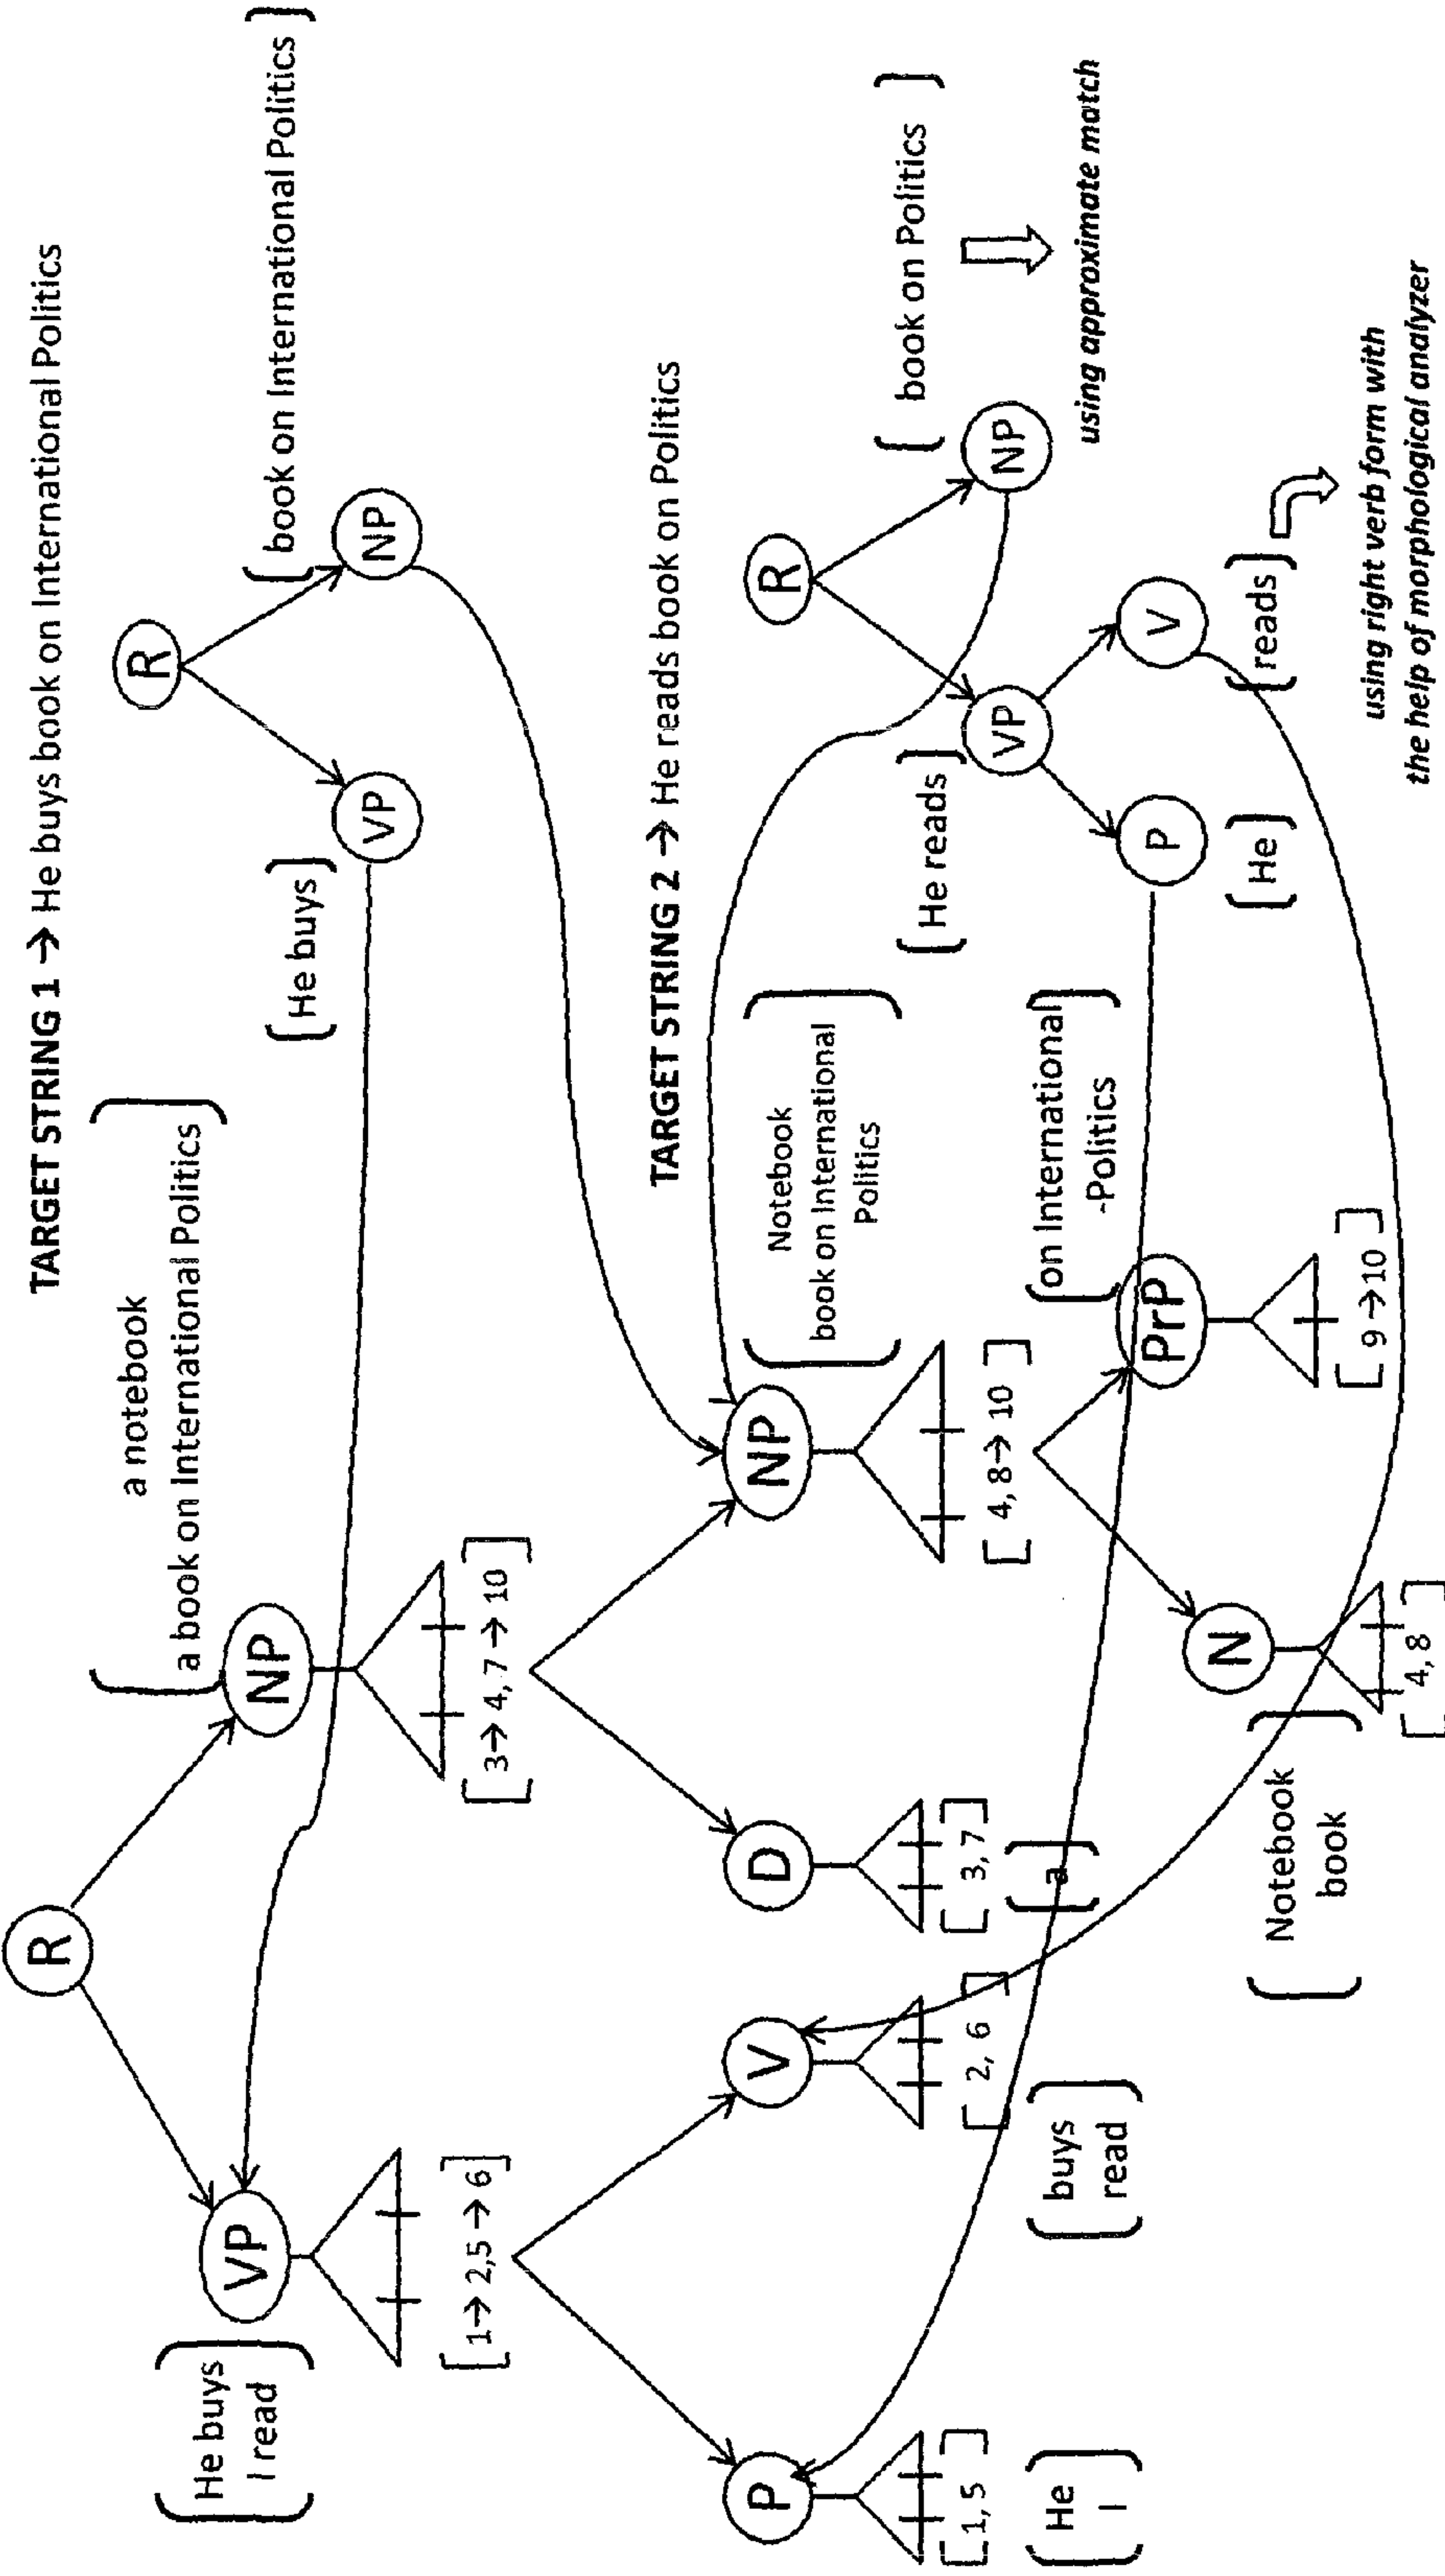 TARGET STRING 1 → He buys book on International Politics
R
VP
[He buys]
NP
[book on International Politics]
R
VP
[He buys
I read]
[1→ 2,5 → 6]
NP
[a notebook
a book on International Politics]
[3→ 4, 7 → 10]
P
[1, 5]
[He
I]
V
[2, 6]
[buys
read]
D
[3, 7]
[a]
NP
[Notebook
book on International
Politics]
[4, 8→ 10]
N
[4, 8]
[Notebook
book]
PrP
[on International
-Politics]
[9 →10]
TARGET STRING 2 → He reads book on Politics
R
VP
[He reads]
NP
[book on Politics]
using approximate match
P
[He]
V
[reads]
using right verb form with
the help of morphological analyzer